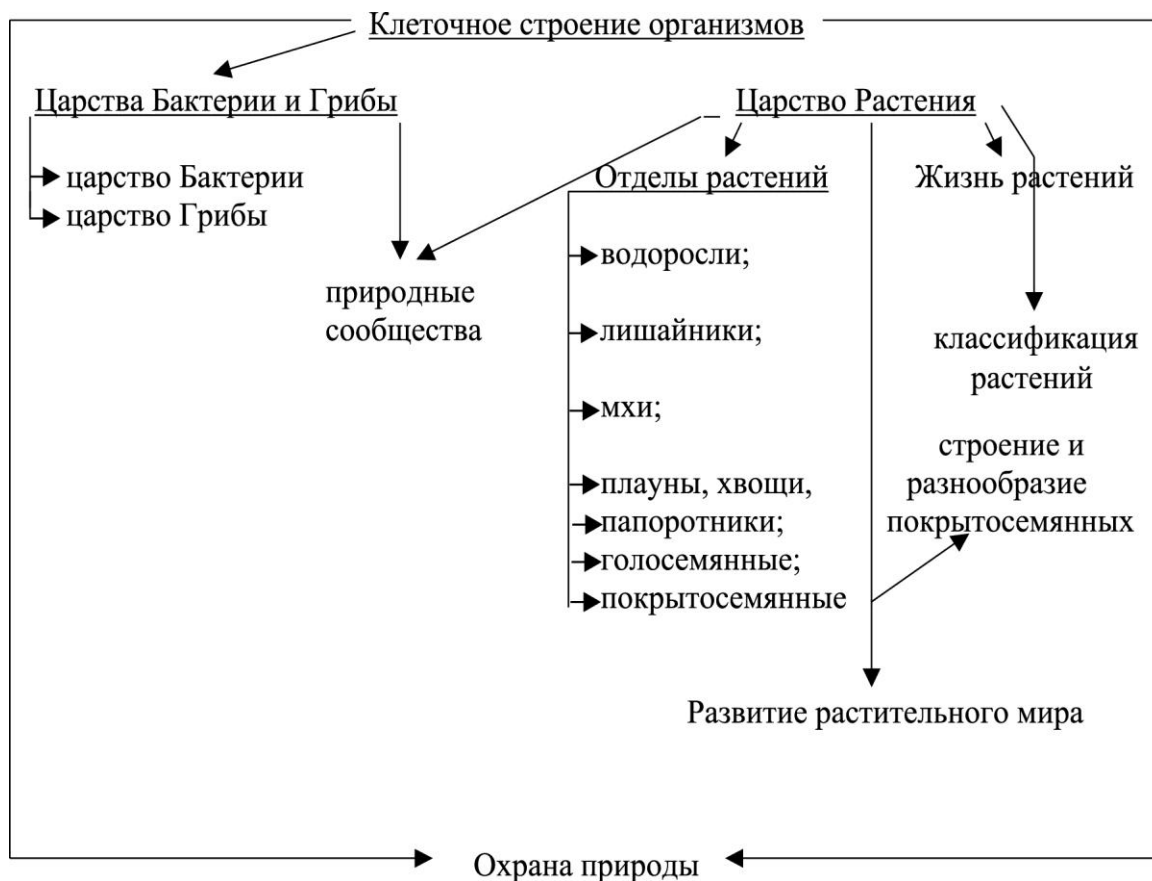 Клеточное строение организмов
Царства Бактерии и Грибы
Царство Растения
царство Бактерии
царство Грибы
природные
сообщества
Отделы растений
водоросли;
лишайники;
мхи;
плауны, хвощи,
папоротники;
голосемянные;
покрытосемянные
Жизнь растений
классификация
растений
строение и
разнообразие
покрытосемянных
Развитие растительного мира
Охрана природы